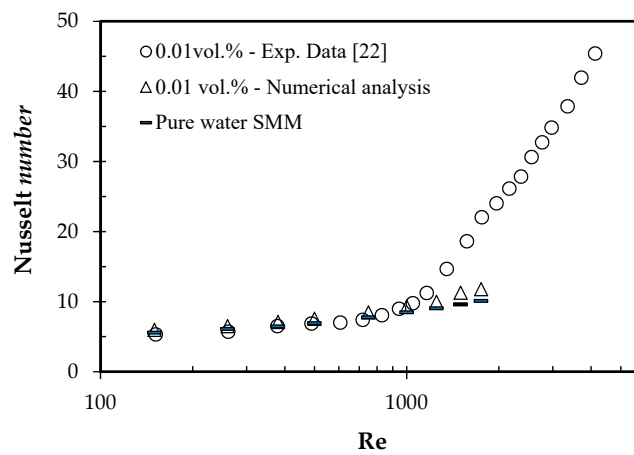 50
0.01vol.% - Exp. Data [22]
40
0.01 vol.% - Numerical analysis
Pure water SMM
30
Nusselt number
20
10
0
100
1000
Re